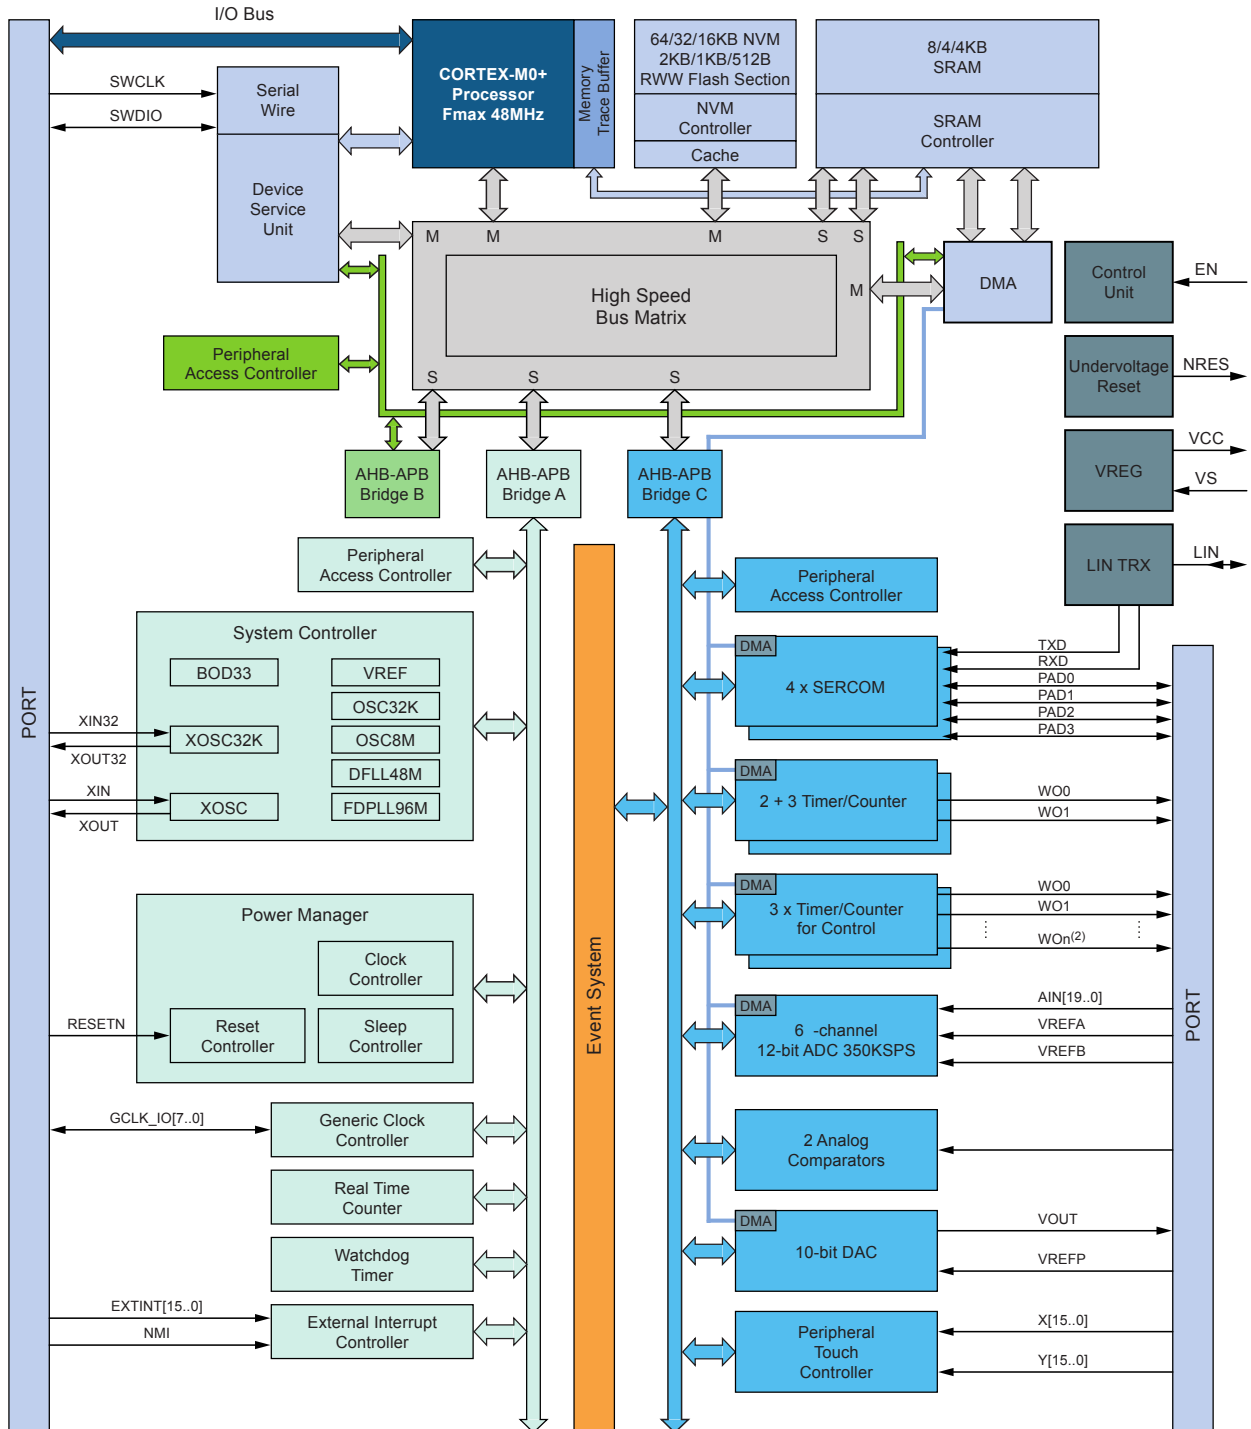 I/O Bus
SWCLK
SWDIO
Serial
Wire
Device
Service
Unit
CORTEX-M0+
Processor
Fmax 48MHz
Memory
Trace Buffer
64/32/16KB NVM
2KB/1KB/512B
RWW Flash Section
NVM
Controller
Cache
8/4/4KB
SRAM
SRAM
Controller
M
M
M
S
S
M
High Speed
Bus Matrix
S
S
S
DMA
Control
Unit
EN
Undervoltage
Reset
NRES
VREG
VCC
VS
LIN TRX
LIN
Peripheral
Access Controller
AHB-APB
Bridge B
AHB-APB
Bridge A
AHB-APB
Bridge C
PORT
Peripheral
Access Controller
System Controller
BOD33
VREF
OSC32K
XOSC32K
OSC8M
DFLL48M
XOSC
FDPLL96M
XIN32
XOUT32
XIN
XOUT
Power Manager
Clock
Controller
Reset
Controller
Sleep
Controller
RESETN
GCLK_IO[7..0]
Generic Clock
Controller
Real Time
Counter
Watchdog
Timer
EXTINT[15..0]
NMI
External Interrupt
Controller
Event System
Peripheral
Access Controller
DMA
4 x SERCOM
TXD
RXD
PAD0
PAD1
PAD2
PAD3
DMA
2 + 3 Timer/Counter
WO0
WO1
DMA
3 x Timer/Counter
for Control
WO0
WO1
WOn(2)
DMA
6 -channel
12-bit ADC 350KSPS
AIN[19..0]
VREFA
VREFB
2 Analog
Comparators
DMA
10-bit DAC
VOUT
VREFP
Peripheral
Touch
Controller
X[15..0]
Y[15..0]
PORT